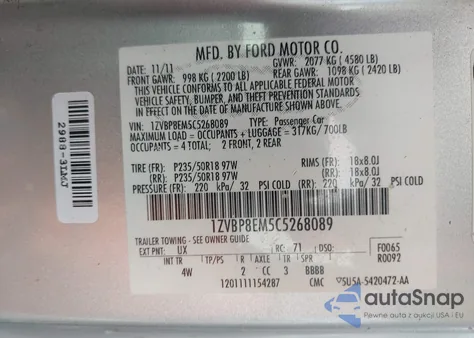 MFD. BY FORD MOTOR CO.
DATE: 11/11 GVWR: 2077 KG (4580 LB)
FRONT GAWR: 998 KG (2200 LB) REAR GAWR: 1098 KG (2420 LB)
THIS VEHICLE CONFORMS TO ALL APPLICABLE FEDERAL MOTOR VEHICLE
SAFETY, BUMPER, AND THEFT PREVENTION STANDARDS
IN EFFECT ON THE DATE OF MANUFACTURE SHOWN ABOVE.
VIN: 1ZVBP8EM5C5268089 TYPE: Passenger Car
MAXIMUM LOAD = OCCUPANTS + LUGGAGE = 317KG/700LB
OCCUPANTS = 4 TOTAL: 2 FRONT, 2 REAR
TIRE (FR): P235/50R18 97W RIMS (FR): 18x8.0J
(RR): P235/50R18 97W (RR): 18x8.0J
PRESSURE (FR): 220 kPa/ 32 PSI COLD (RR): 220 kPa/ 32 PSI COLD
1ZVBP8EM5C5268089
TRAILER TOWING - SEE OWNER GUIDE
EXT PNT: UX RC: 71 DSO: F0065
R0092
INT TR TP/PS R AXLE TR SPR
4W 2 CC 3 BBBB
1201111154287 CMC SU5A-5420472-AA
autaSnap
Pewne auta z dostawą z USA i EU